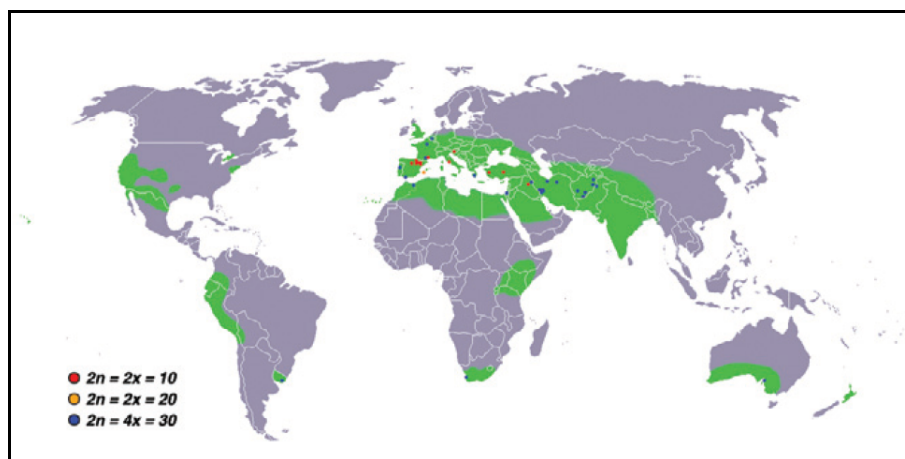 2n = 2x = 10
2n = 2x = 20
2n = 4x = 30